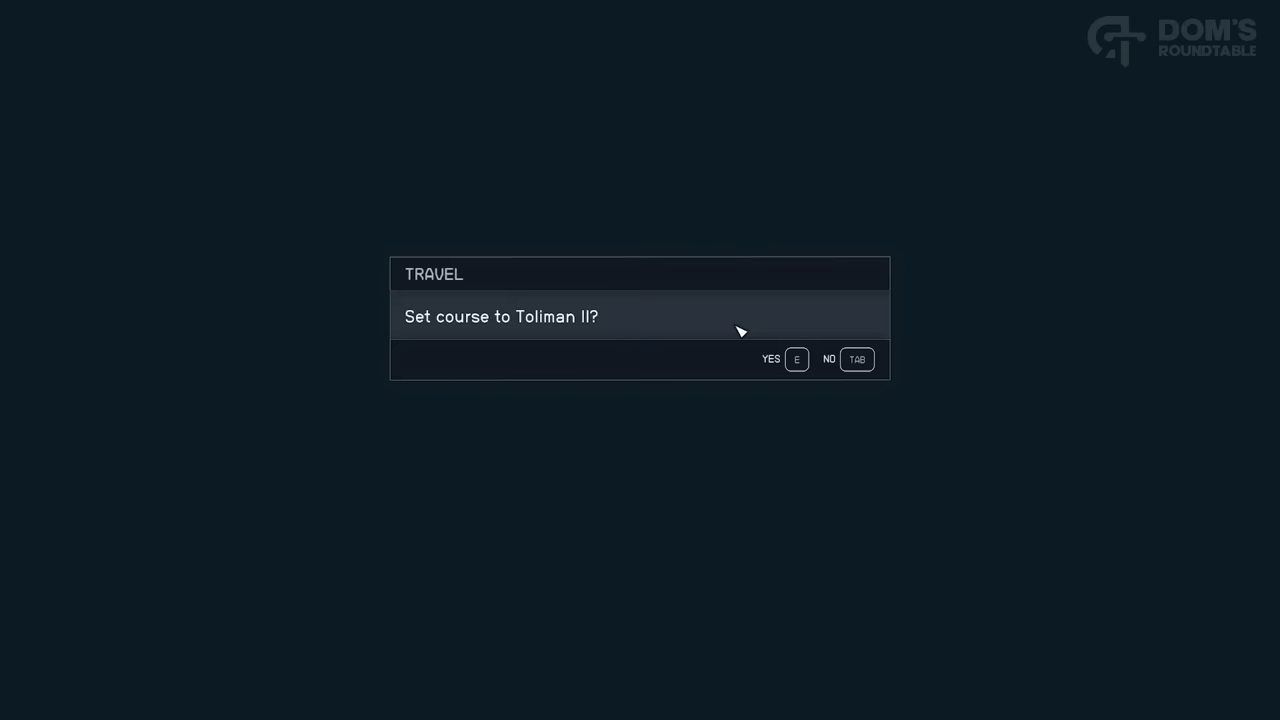 DOM'S
ROUNDTABLE
TRAVEL
Set course to Toliman II?
YES E NO TAB